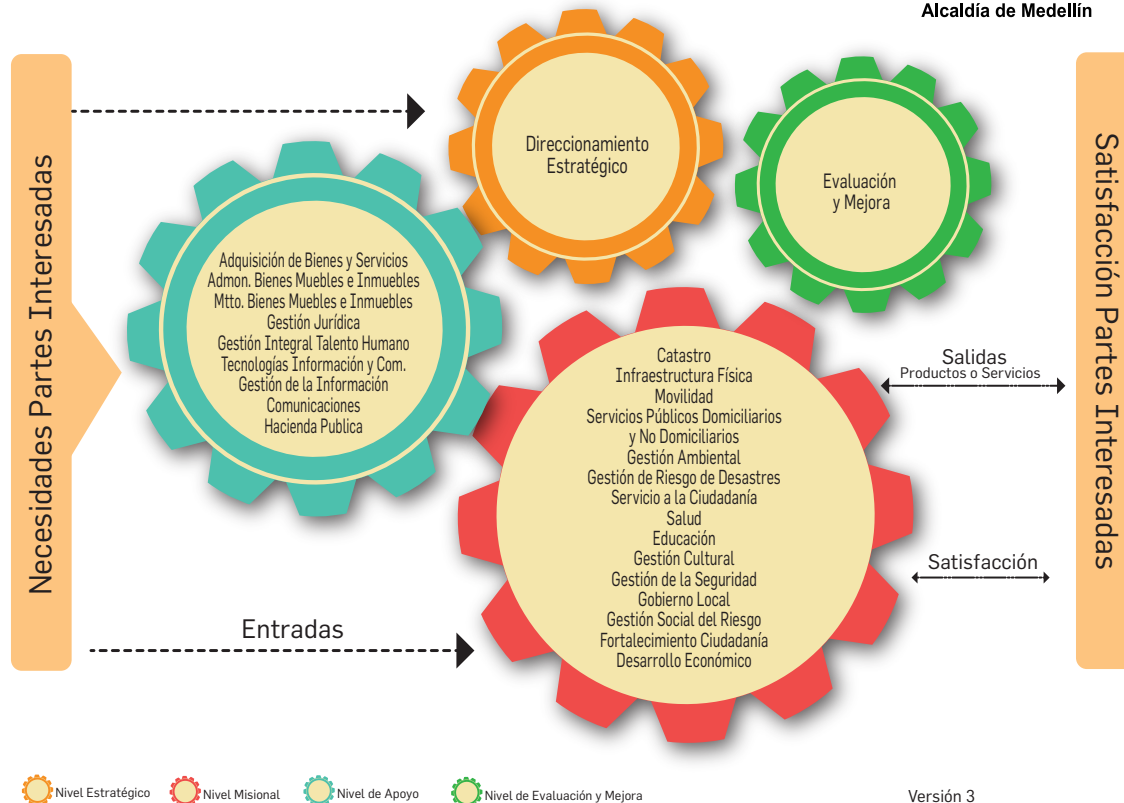 Alcaldía de Medellín
Necesidades Partes Interesadas
Direccionamiento
Estratégico
Evaluación
y Mejora
Adquisición de Bienes y Servicios
Admon. Bienes Muebles e Inmuebles
Mtto. Bienes Muebles e Inmuebles
Gestión Jurídica
Gestión Integral Talento Humano
Tecnologías Información y Com.
Gestión de la Información
Comunicaciones
Hacienda Publica
Catastro
Infraestructura Física
Movilidad
Servicios Públicos Domiciliarios
y No Domiciliarios
Gestión Ambiental
Gestión de Riesgo de Desastres
Servicio a la Ciudadanía
Salud
Educación
Gestión Cultural
Gestión de la Seguridad
Gobierno Local
Gestión Social del Riesgo
Fortalecimiento Ciudadanía
Desarrollo Económico
Entradas
Salidas
Productos o Servicios
Satisfacción
Satisfacción Partes Interesadas
Nivel Estratégico
Nivel Misional
Nivel de Apoyo
Nivel de Evaluación y Mejora
Versión 3